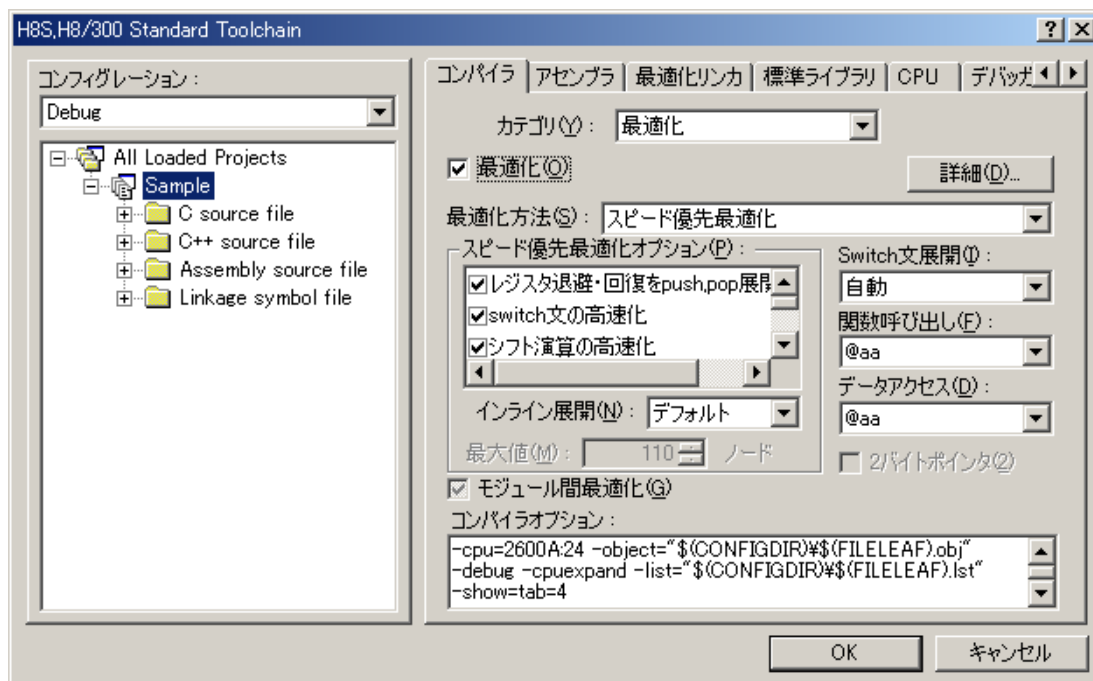 H8S,H8/300 Standard Toolchain
コンフィグレーション :
Debug
All Loaded Projects
Sample
C source file
C++ source file
Assembly source file
Linkage symbol file
コンパイラ アセンブラ 最適化リンカ 標準ライブラリ CPU デバッガ
カテゴリ(Y) : 最適化
最適化(O) 詳細(D)...
最適化方法(S) : スピード優先最適化
スピード優先最適化オプション(P) :
レジスタ退避・回復をpush,pop展開
switch文の高速化
シフト演算の高速化
インライン展開(N) : デフォルト
最大値(M) : 110 ノード
Switch文展開(I) :
自動
関数呼び出し(F) :
@aa
データアクセス(D) :
@aa
2バイトポインタ(2)
モジュール間最適化(G)
コンパイラオプション :
-cpu=2600A:24 -object="$(CONFIGDIR)¥$(FILELEAF).obj"
-debug -cpuexpand -list="$(CONFIGDIR)¥$(FILELEAF).lst"
-show=tab=4
OK キャンセル